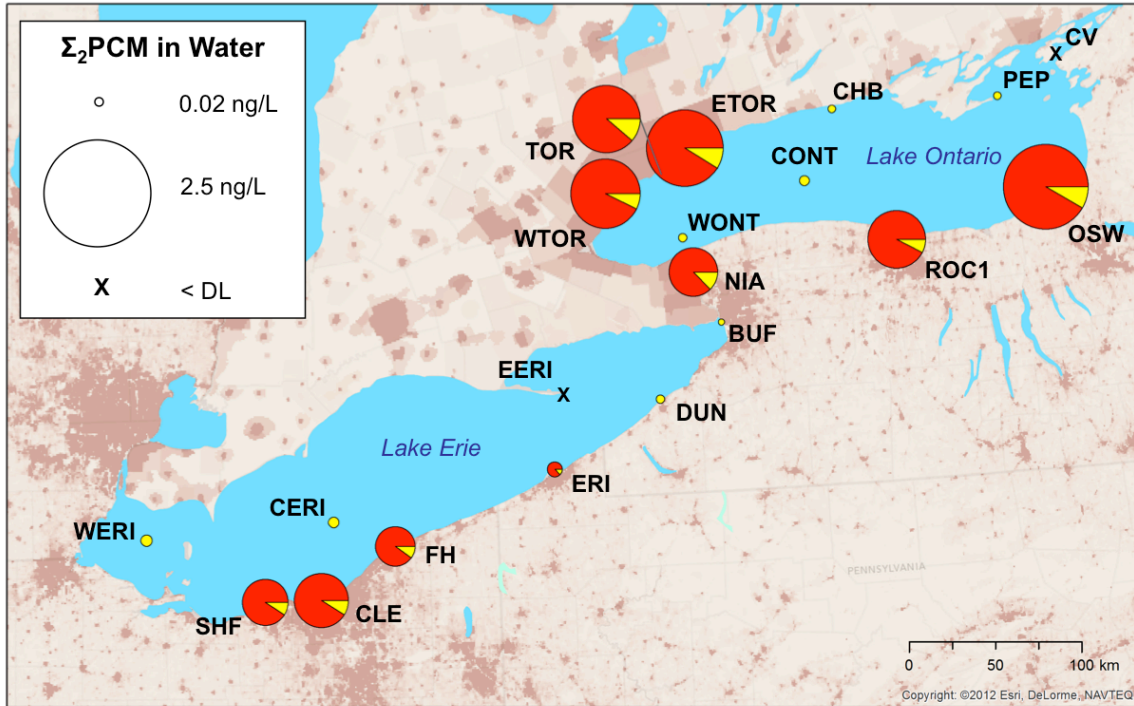 Σ₂PCM in Water
0.02 ng/L
2.5 ng/L
X < DL
CV
PEP
CHB
ETOR
TOR
CONT
Lake Ontario
WTOR
WONT
OSW
ROC1
NIA
BUF
EERI
X
DUN
Lake Erie
ERI
CERI
WERI
FH
PENNSYLVANIA
SHF
CLE
0 50 100 km
Copyright: ©2012 Esri, DeLorme, NAVTEQ
X